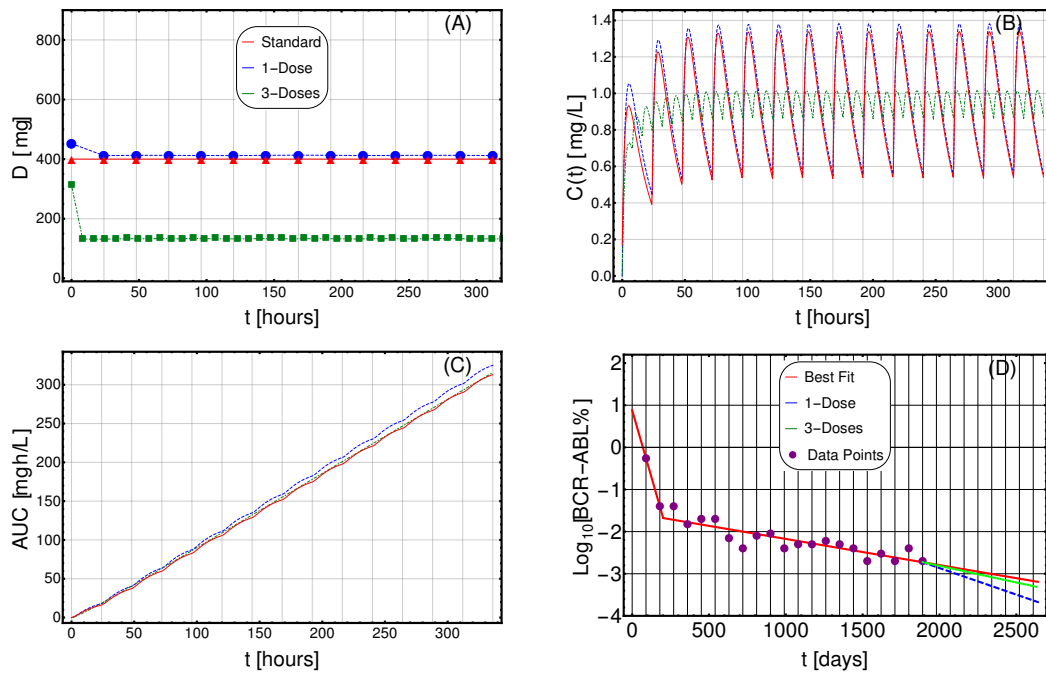 (A)
Standard
1-Dose
3-Doses
800
600
400
200
0
D [mg]
0 50 100 150 200 250 300
t [hours]
(B)
1.4
1.2
1.0
0.8
0.6
0.4
0.2
0.0
C(t) [mg/L]
0 50 100 150 200 250 300
t [hours]
(C)
300
250
200
150
100
50
0
AUC [mgh/L]
0 50 100 150 200 250 300
t [hours]
(D)
Best Fit
1-Dose
3-Doses
Data Points
2
1
0
−1
−2
−3
−4
Log10[BCR-ABL%]
0 500 1000 1500 2000 2500
t [days]